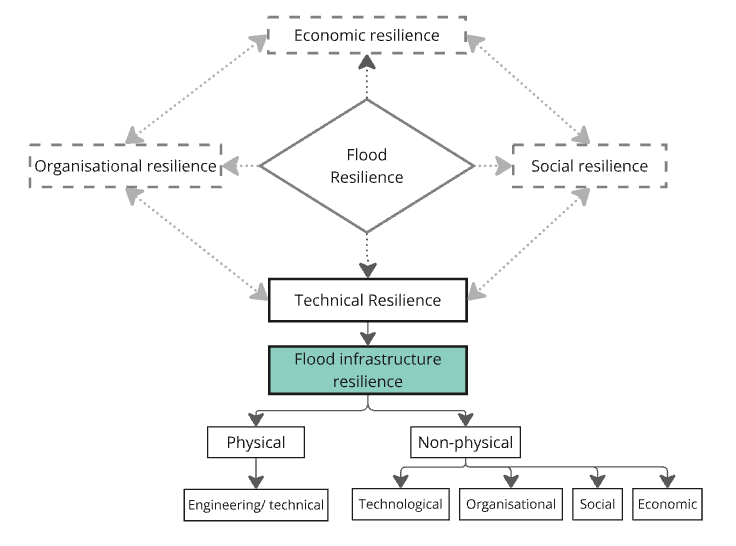 Economic resilience
Organisational resilience
Flood
Resilience
Social resilience
Technical Resilience
Flood infrastructure
resilience
Physical
Non-physical
Engineering/ technical
Technological
Organisational
Social
Economic